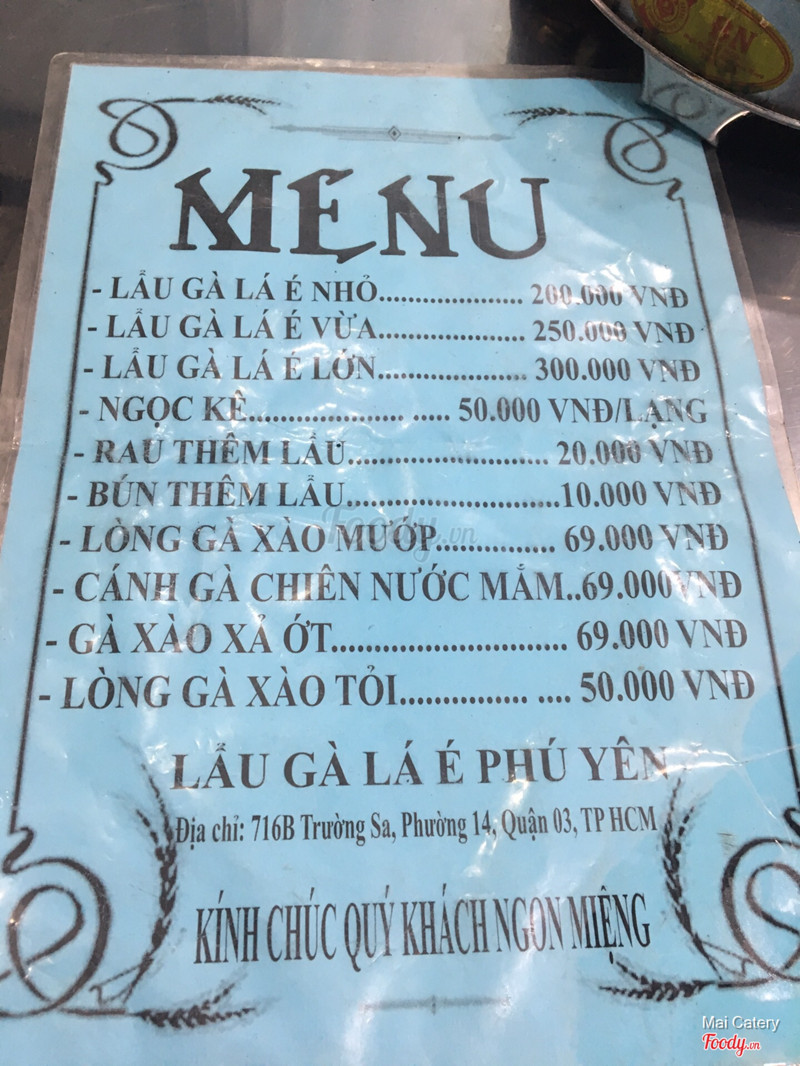 MENU
- LẨU GÀ LÁ É NHỎ...................... 200.000 VNĐ
- LẨU GÀ LÁ É VỪA....................... 250.000 VNĐ
- LẨU GÀ LÁ É LỚN....................... 300.000 VNĐ
- NGỌC KÊ........................ ..... 50.000 VNĐ/LẠNG
- RAU THÊM LẨU............................... 20.000 VNĐ
- BÚN THÊM LẨU.................................10.000 VNĐ
- LÒNG GÀ XÀO MƯỚP................ 69.000 VNĐ
- CÁNH GÀ CHIÊN NƯỚC MẮM..69.000VNĐ
- GÀ XÀO XẢ ỚT................................. 69.000 VNĐ
- LÒNG GÀ XÀO TỎI................. .... 50.000 VNĐ
LẨU GÀ LÁ É PHÚ YÊN
Địa chỉ: 716B Trường Sa, Phường 14, Quận 03, TP HCM
KÍNH CHÚC QUÝ KHÁCH NGON MIỆNG
Foody.vn
Mai Catery
Foody.vn